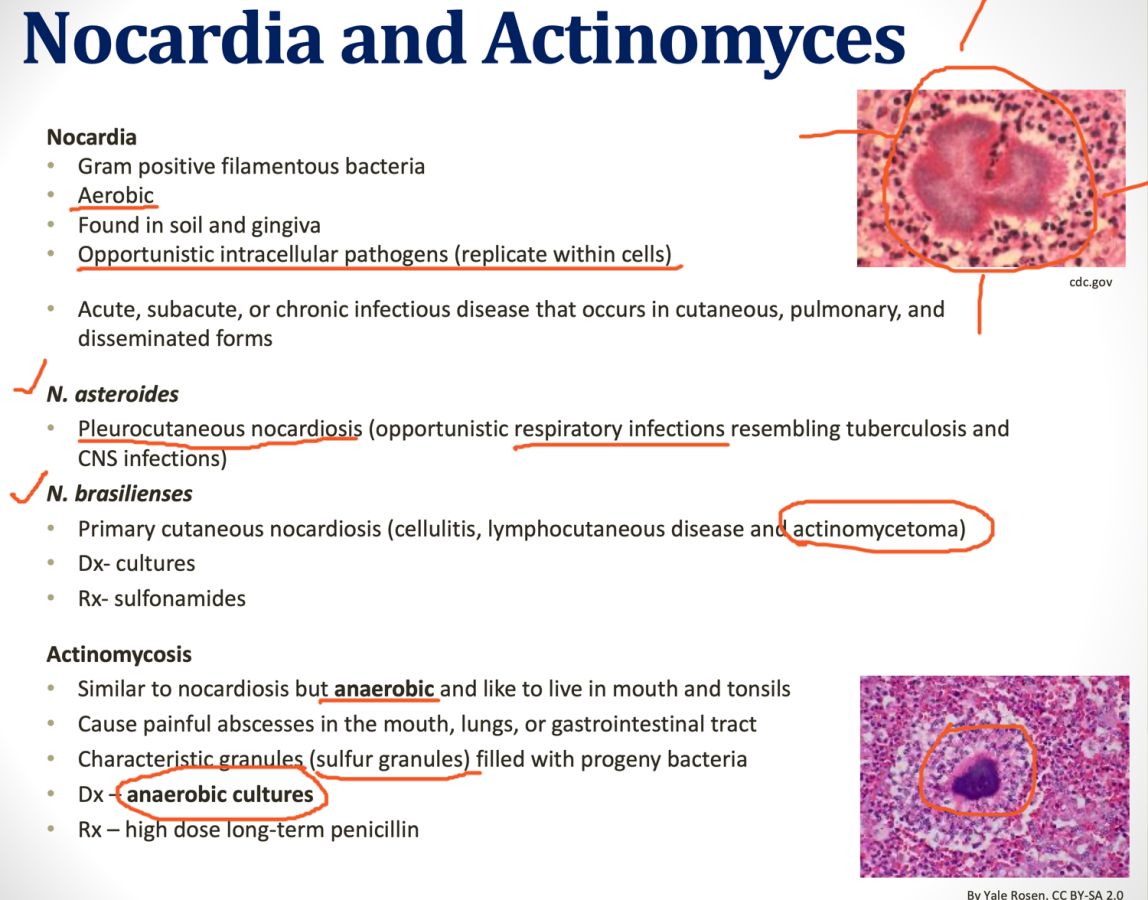 Nocardia and Actinomyces
Nocardia
• Gram positive filamentous bacteria
• Aerobic
• Found in soil and gingiva
• Opportunistic intracellular pathogens (replicate within cells)
cdc.gov
• Acute, subacute, or chronic infectious disease that occurs in cutaneous, pulmonary, and
disseminated forms
N. asteroides
• Pleurocutaneous nocardiosis (opportunistic respiratory infections resembling tuberculosis and
CNS infections)
N. brasilienses
• Primary cutaneous nocardiosis (cellulitis, lymphocutaneous disease and actinomycetoma)
• Dx- cultures
• Rx- sulfonamides
Actinomycosis
• Similar to nocardiosis but anaerobic and like to live in mouth and tonsils
• Cause painful abscesses in the mouth, lungs, or gastrointestinal tract
• Characteristic granules (sulfur granules) filled with progeny bacteria
• Dx – anaerobic cultures
• Rx – high dose long-term penicillin
By Yale Rosen, CC BY-SA 2.0